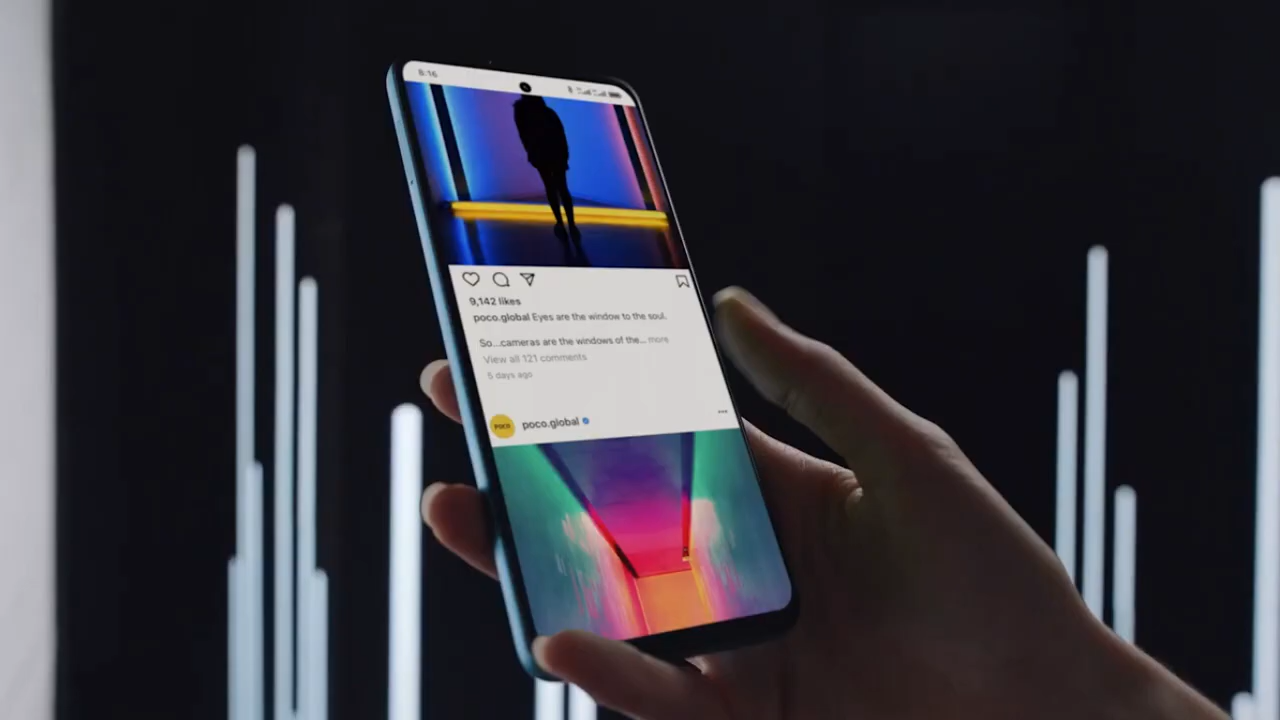 8:16
9,142 likes
poco.global Eyes are the window to the soul.
So...cameras are the windows of the... more
View all 121 comments
5 days ago
POCO poco.global